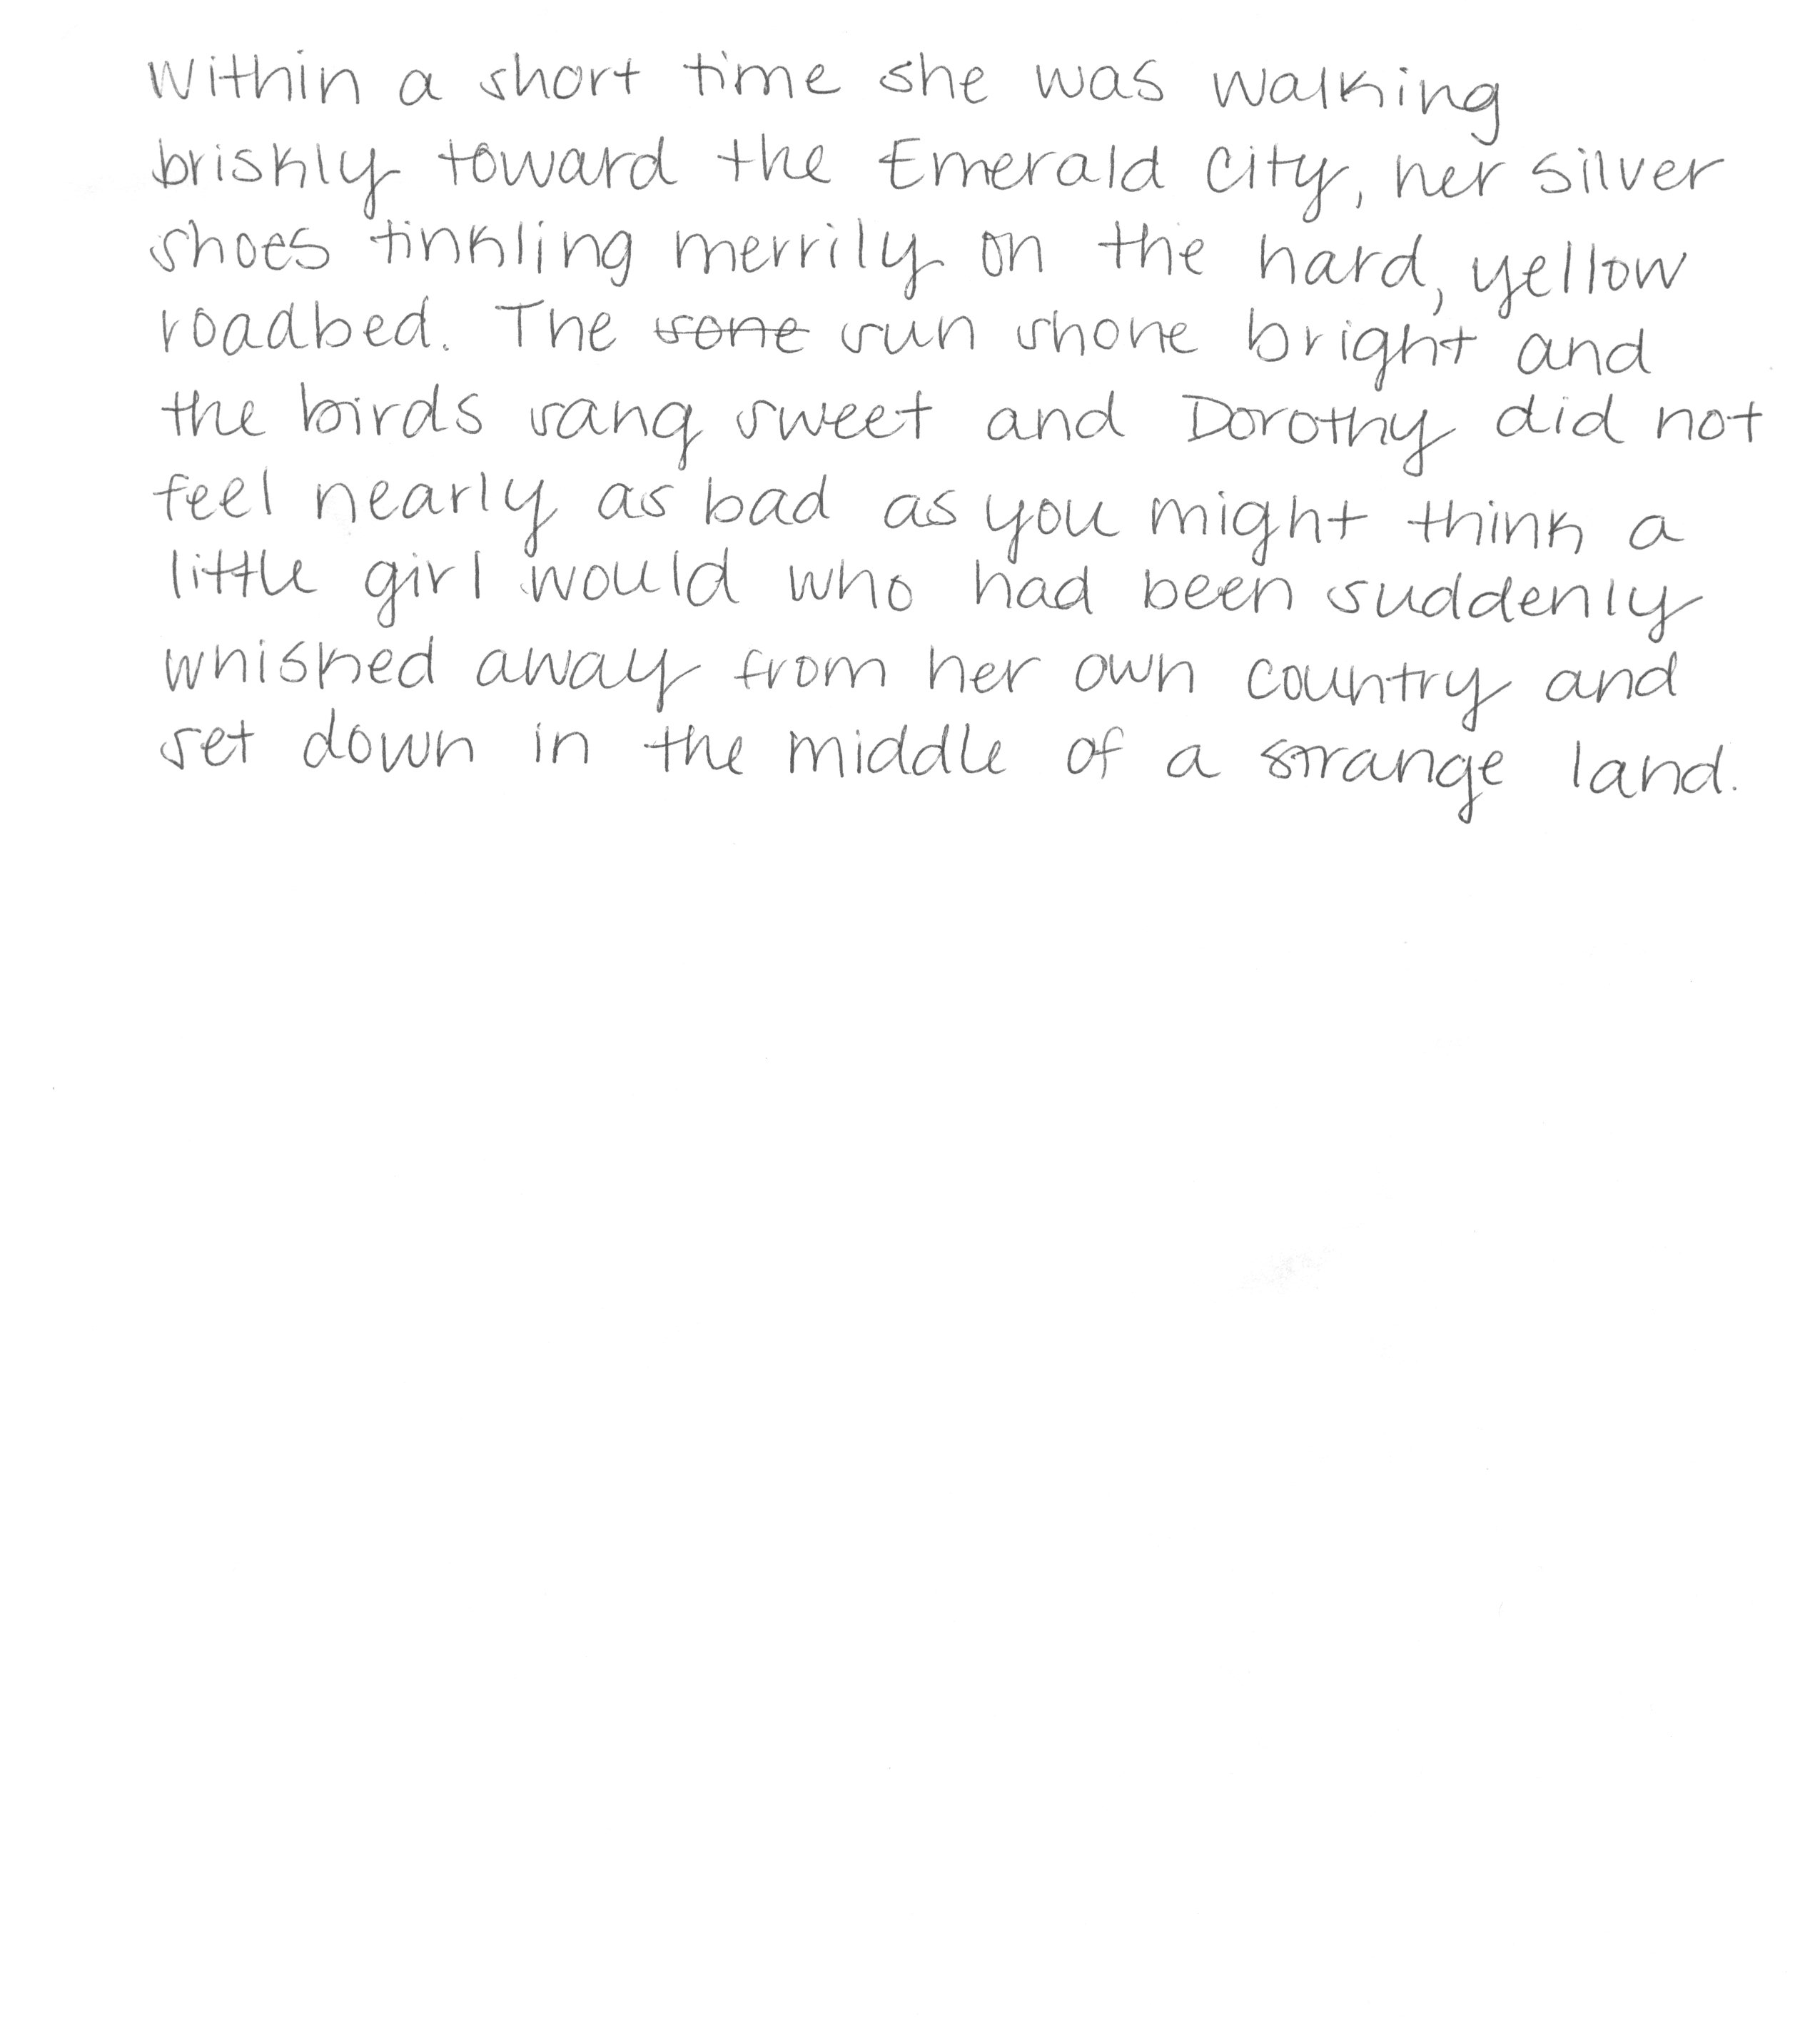 Within a short time she was walking
briskly toward the Emerald City, her silver
shoes tinkling merrily on the hard, yellow
roadbed. The sone sun shone bright and
the birds sang sweet and Dorothy did not
feel nearly as bad as you might think a
little girl would who had been suddenly
whisked away from her own country and
set down in the middle of a strange land.